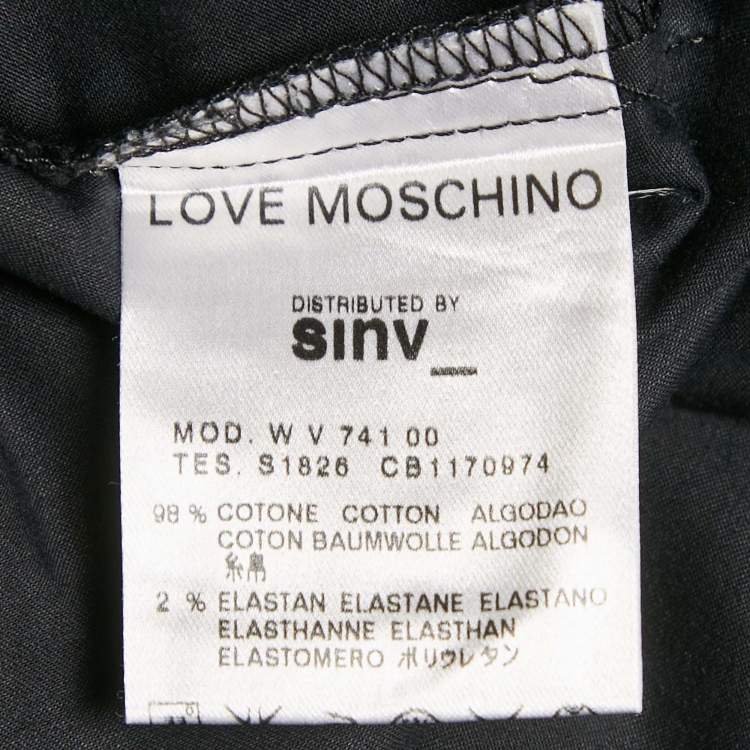 LOVE MOSCHINO
DISTRIBUTED BY
sinv_
MOD. W V 741 00
TES. S1826 CB1170974
98 % COTONE COTTON ALGODAO
COTON BAUMWOLLE ALGODON
2 % ELASTAN ELASTANE ELASTANO
ELASTHANNE ELASTHAN
ELASTOMERO ポリウレタン